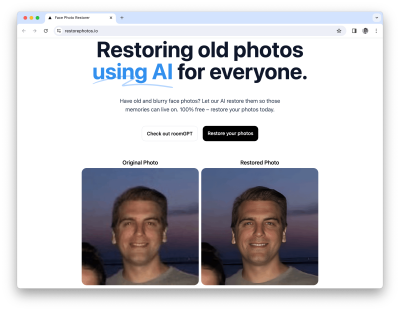 Face Photo Restorer
restorephotos.io
Restoring old photos
using AI for everyone.
Have old and blurry face photos? Let our AI restore them so those
memories can live on. 100% free – restore your photos today.
Check out roomGPT
Restore your photos
Original Photo
Restored Photo